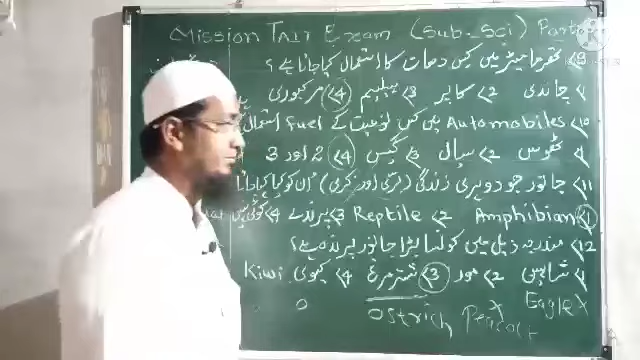 Mission TAIT Exam (Sub-Sci) Part
9> تھرمامیٹر میں کس دھات کا استعمال کیا جاتا ہے؟
1> چاندی 2> کاپر 3> ہیلیم 4> مرکیوری
10> Automobiles میں کس نوعیت کے Fuel استعمال
1> ٹھوس 2> سیال 3> گیس 4> 2 اور 3
11> جانور جو دوہری زندگی (تری اور خشکی) ان کو کیا کہا جاتا
1> Amphibian 2> Reptile 3> پرندے 4> کوئی نہیں
12> مندرجہ ذیل میں کونسا بڑا جانور پرندہ ہے؟
1> شاہین 2> مور 3> شترمرغ 4> کیوی Kiwi
Eagle x Peacock x Ostrich